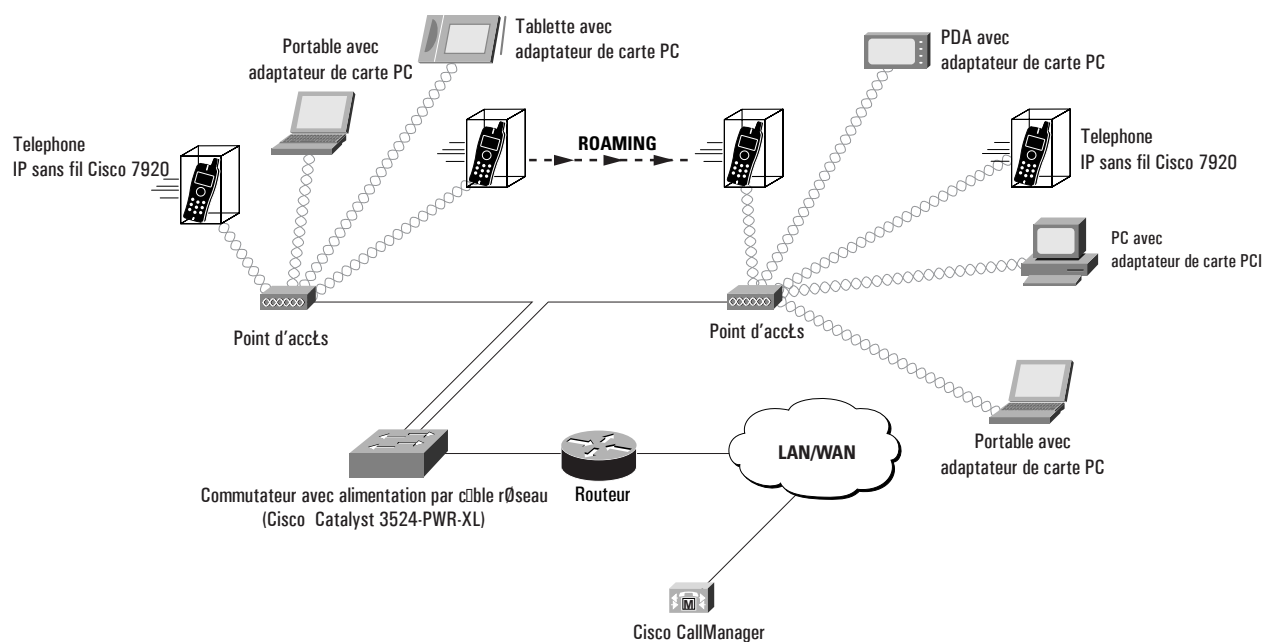 Tablette avec
adaptateur de carte PC
Portable avec
adaptateur de carte PC
PDA avec
adaptateur de carte PC
Telephone
IP sans fil Cisco 7920
ROAMING
Telephone
IP sans fil Cisco 7920
PC avec
adaptateur de carte PCI
Point d'accŁs
Point d'accŁs
Portable avec
adaptateur de carte PC
LAN/WAN
Commutateur avec alimentation par c□ble rØseau
(Cisco Catalyst 3524-PWR-XL)
Routeur
M
Cisco CallManager